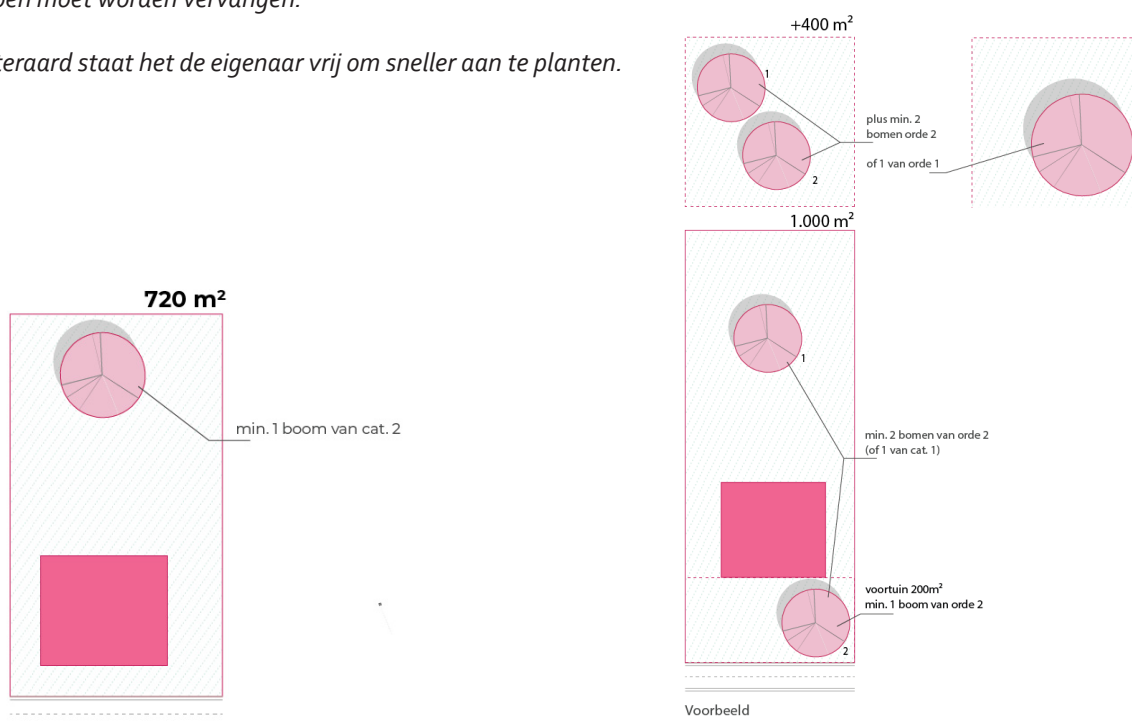 moet worden vervangen.
staat het de eigenaar vrij om sneller aan te planten.
+400 m²
1
2
plus min. 2
bomen orde 2
of 1 van orde 1
1.000 m²
1
min. 2 bomen van orde 2
(of 1 van cat. 1)
voortuin 200m²
min. 1 boom van orde 2
2
Voorbeeld
720 m²
min. 1 boom van cat. 2